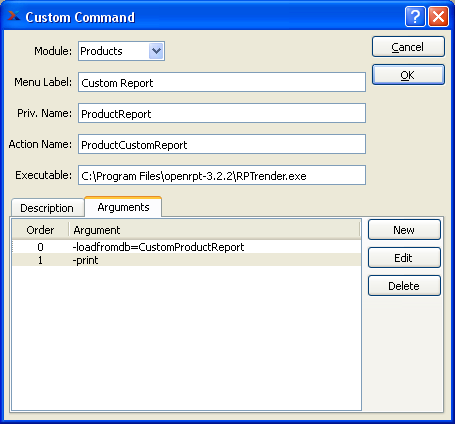 Custom Command
Module: Products
Cancel
Menu Label: Custom Report
OK
Priv. Name: ProductReport
Action Name: ProductCustomReport
Executable: C:\Program Files\openrpt-3.2.2\RPTrender.exe
Description Arguments
Order Argument
New
0 -loadfromdb=CustomProductReport
1 -print
Edit
Delete